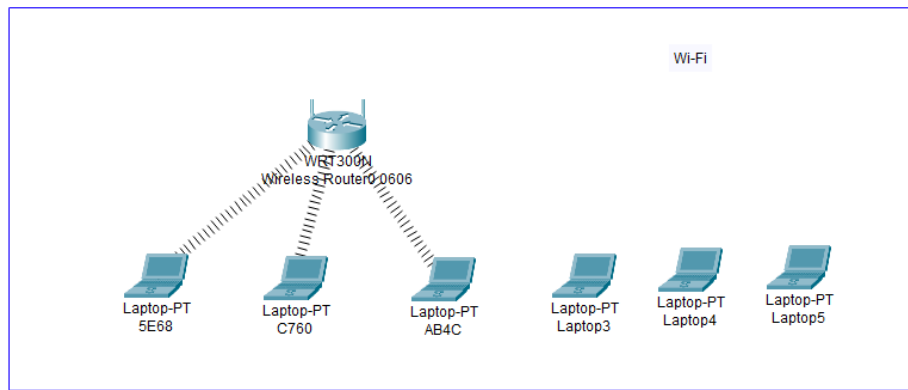 Wi-Fi
WRT300N
Wireless Router0 0606
Laptop-PT
5E68
Laptop-PT
C760
Laptop-PT
AB4C
Laptop-PT
Laptop3
Laptop-PT
Laptop4
Laptop-PT
Laptop5